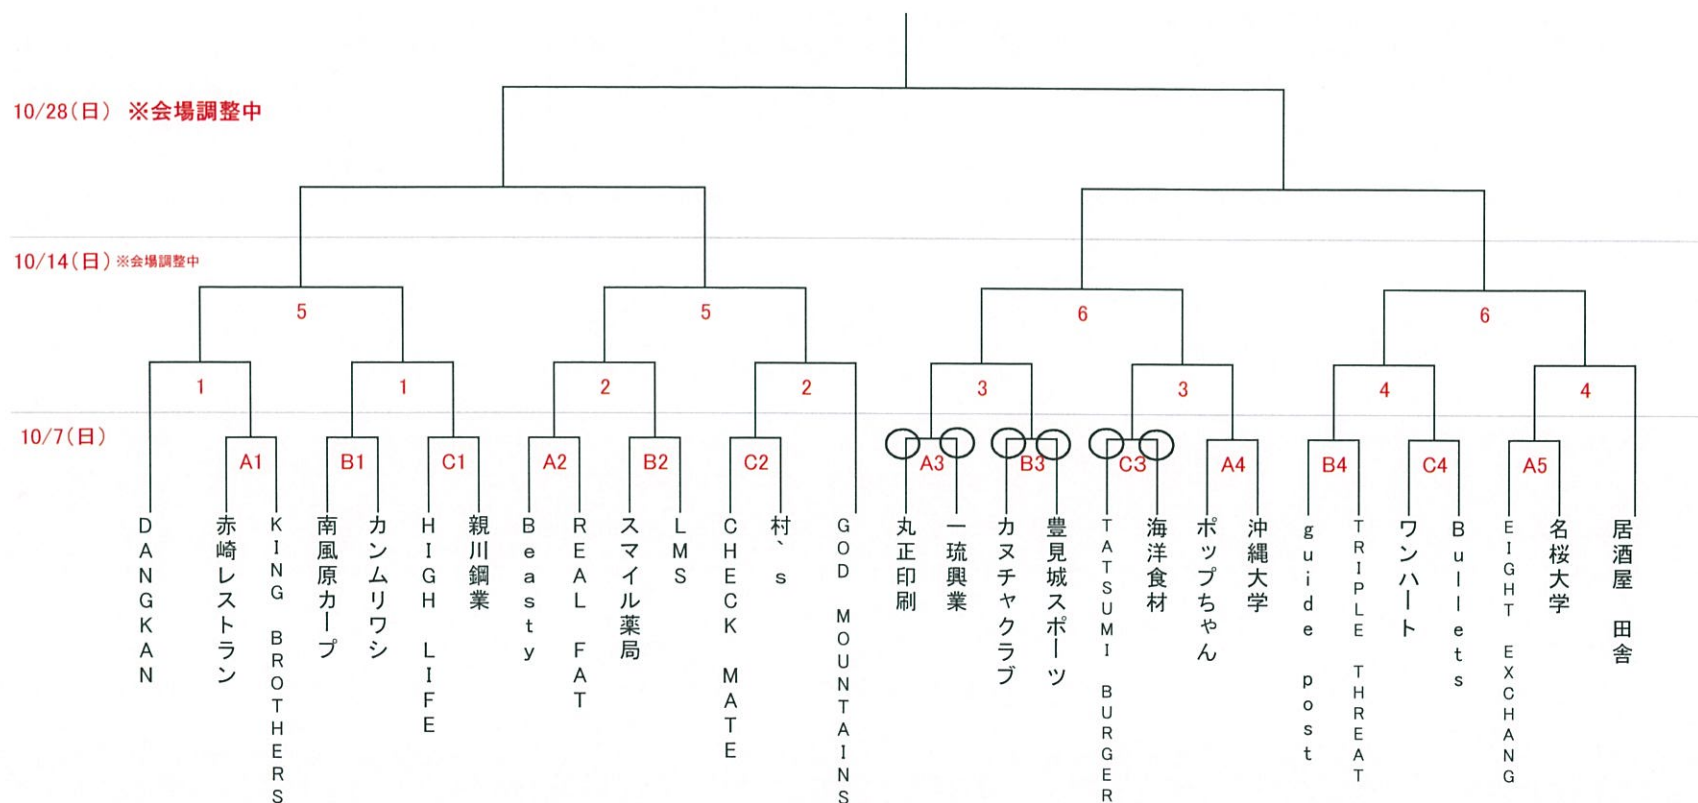 10/28(日) ※会場調整中
10/14(日) ※会場調整中
5
5
6
6
1
1
2
2
3
3
4
4
10/7(日)
A1
B1
C1
A2
B2
C2
A3
B3
C3
A4
B4
C4
A5
DANGKAN
赤崎レストラン
KING BROTHERS
南風原カープ
カンムリワシ
HIGH LIFE
親川鋼業
Beasty
REAL FAT
スマイル薬局
LMS
CHECK MATE
村`s
GOD MOUNTAINS
丸正印刷
一琉興業
カヌチャクラブ
豊見城スポーツ
TATSUMI BURGER
海洋食材
ポップちゃん
沖縄大学
guide post
TRIPLE THREAT
ワンハート
Bullets
EIGHT EXCHANG
名桜大学
居酒屋 田舎